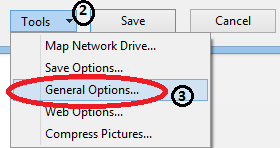 Tools ▼ 2 Save Cancel
Map Network Drive...
Save Options...
General Options... 3
Web Options...
Compress Pictures...